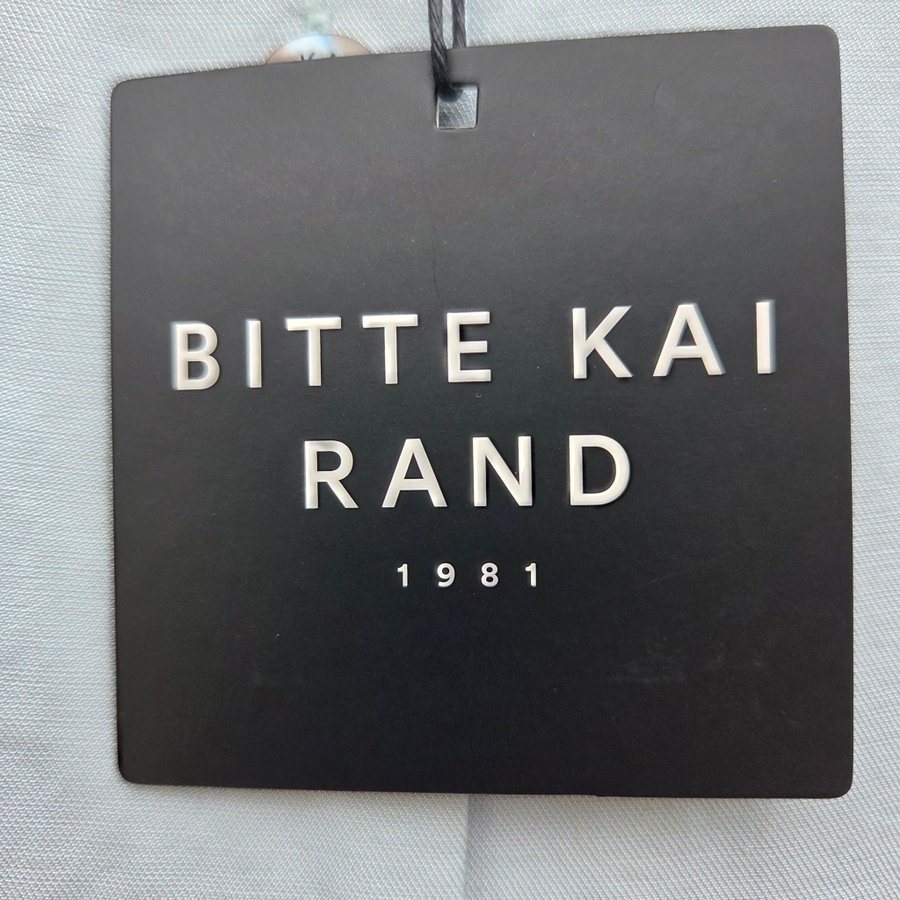 BITTE KAI
RAND
1981